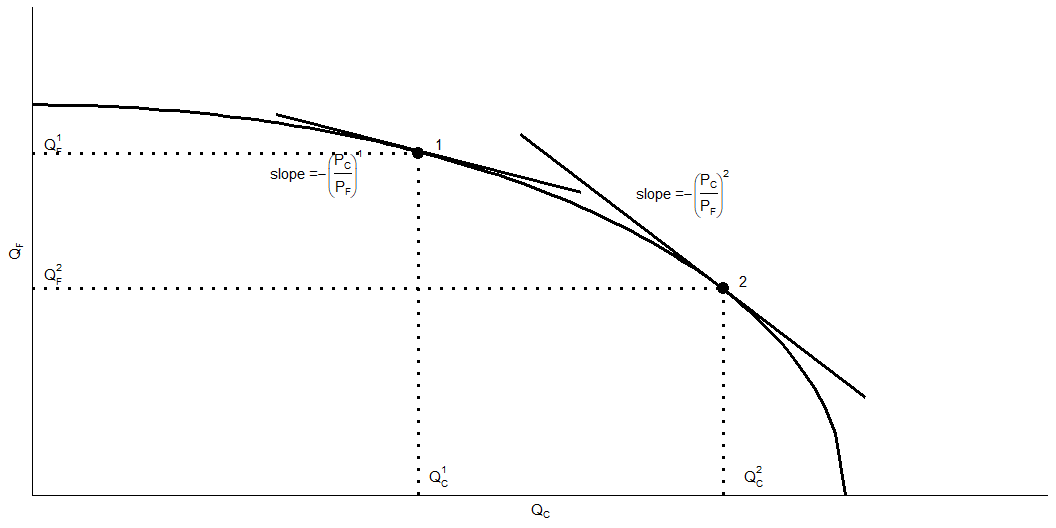 1
Q_F^1
slope =–(P_C/P_F)^1
slope =–(P_C/P_F)^2
Q_F
Q_F^2
2
Q_C^1
Q_C^2
Q_C